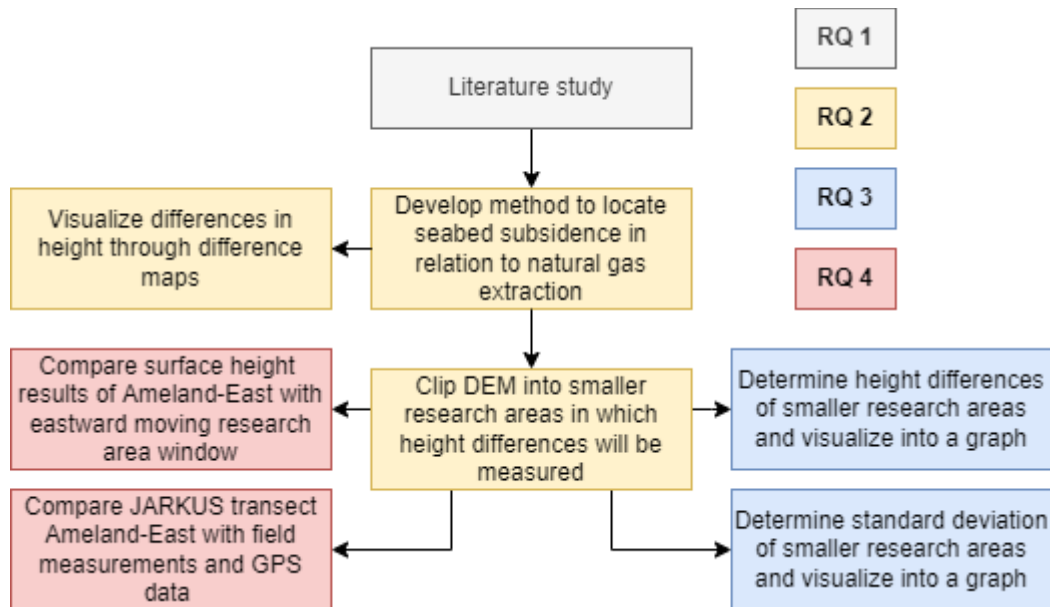 Literature study
RQ 1
RQ 2
RQ 3
RQ 4
Visualize differences in
height through difference
maps
Develop method to locate
seabed subsidence in
relation to natural gas
extraction
Compare surface height
results of Ameland-East with
eastward moving research
area window
Clip DEM into smaller
research areas in which
height differences will be
measured
Determine height differences
of smaller research areas
and visualize into a graph
Compare JARKUS transect
Ameland-East with field
measurements and GPS
data
Determine standard deviation
of smaller research areas
and visualize into a graph